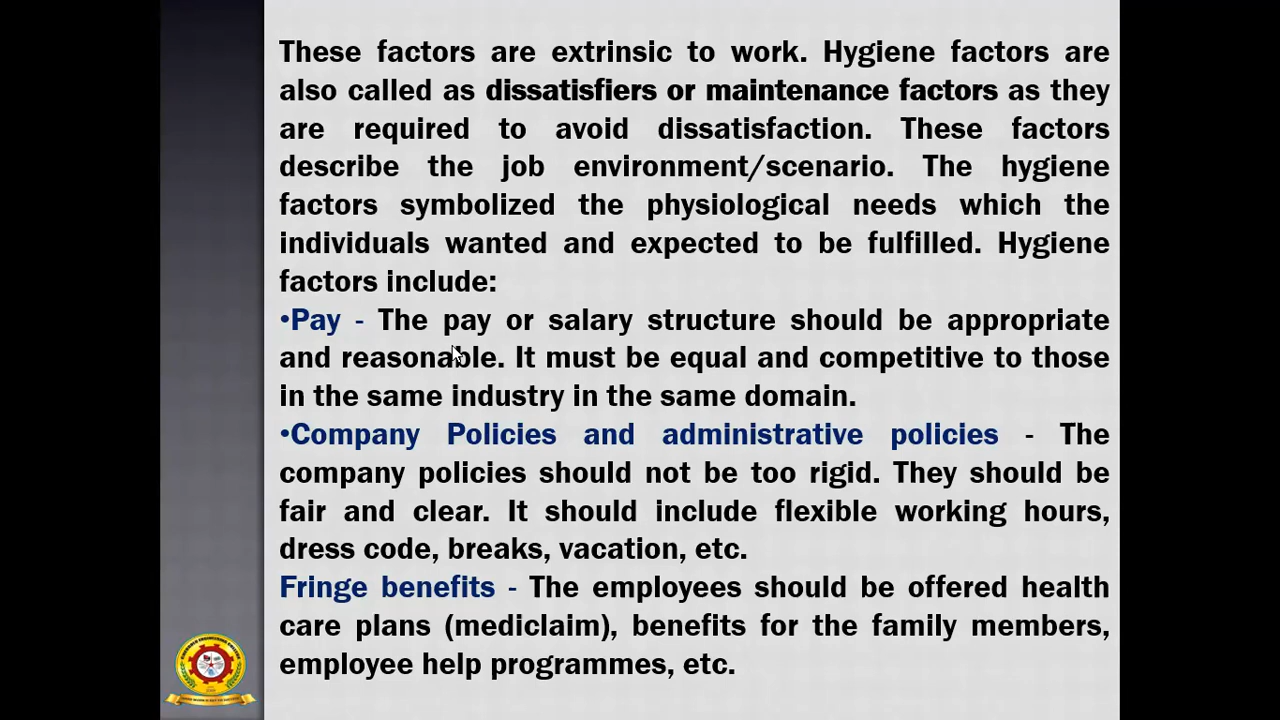 These factors are extrinsic to work. Hygiene factors are
also called as dissatisfiers or maintenance factors as they
are required to avoid dissatisfaction. These factors
describe the job environment/scenario. The hygiene
factors symbolized the physiological needs which the
individuals wanted and expected to be fulfilled. Hygiene
factors include:
•Pay - The pay or salary structure should be appropriate
and reasonable. It must be equal and competitive to those
in the same industry in the same domain.
•Company Policies and administrative policies - The
company policies should not be too rigid. They should be
fair and clear. It should include flexible working hours,
dress code, breaks, vacation, etc.
Fringe benefits - The employees should be offered health
care plans (mediclaim), benefits for the family members,
employee help programmes, etc.